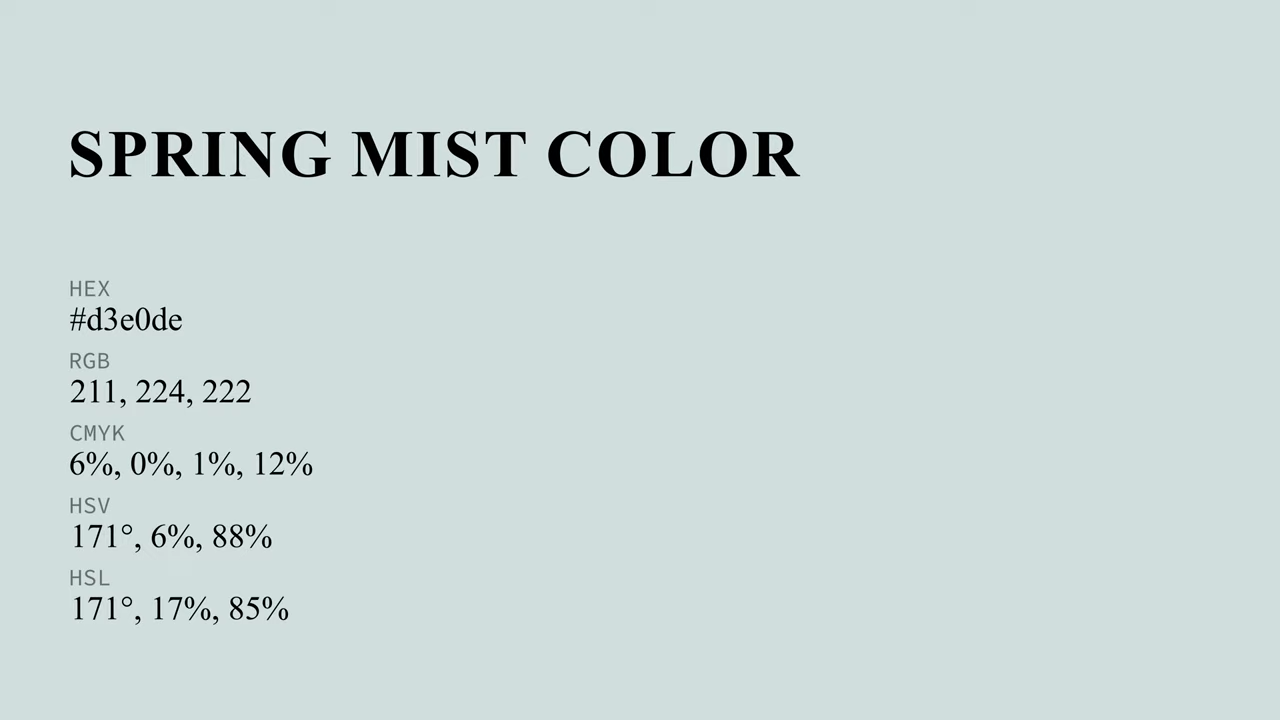 SPRING MIST COLOR
HEX
#d3e0de
RGB
211, 224, 222
CMYK
6%, 0%, 1%, 12%
HSV
171°, 6%, 88%
HSL
171°, 17%, 85%